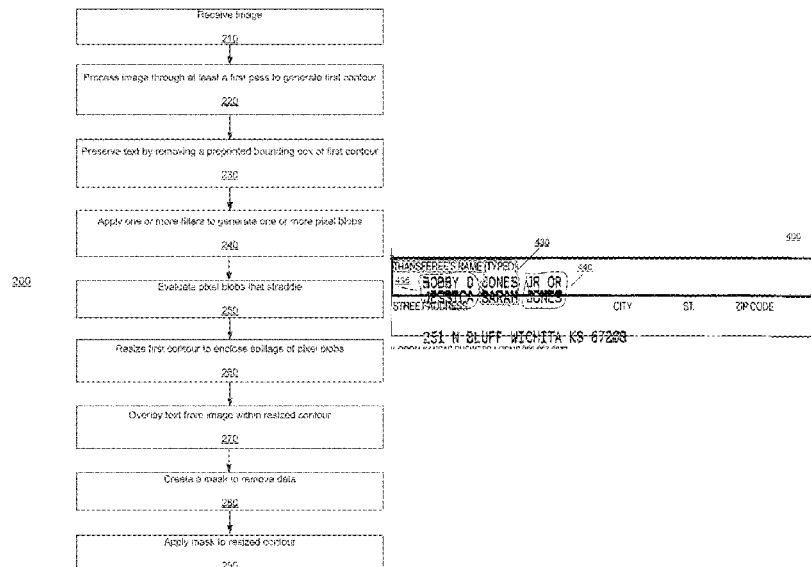 Receive Image
210
Process image through at least a first pass to generate first contour
220
Preserve text by removing a preprinted bounding box of first contour
230
Apply one or more filters to generate one or more pixel blobs
240
200
Evaluate pixel blobs that straddle
250
Resize first contour to enclose spillage of pixel blobs
260
Overlay text from image within resized contour
270
Create a mask to remove data
280
Apply mask to resized contour
400
430
440
TRANSFEREE'S NAME (TYPED)
BOBBY D JONES JR OR
JESSICA SARAH JONES
STREET ADDRESS CITY ST. ZIP CODE
251 N BLUFF WICHITA KS 67208